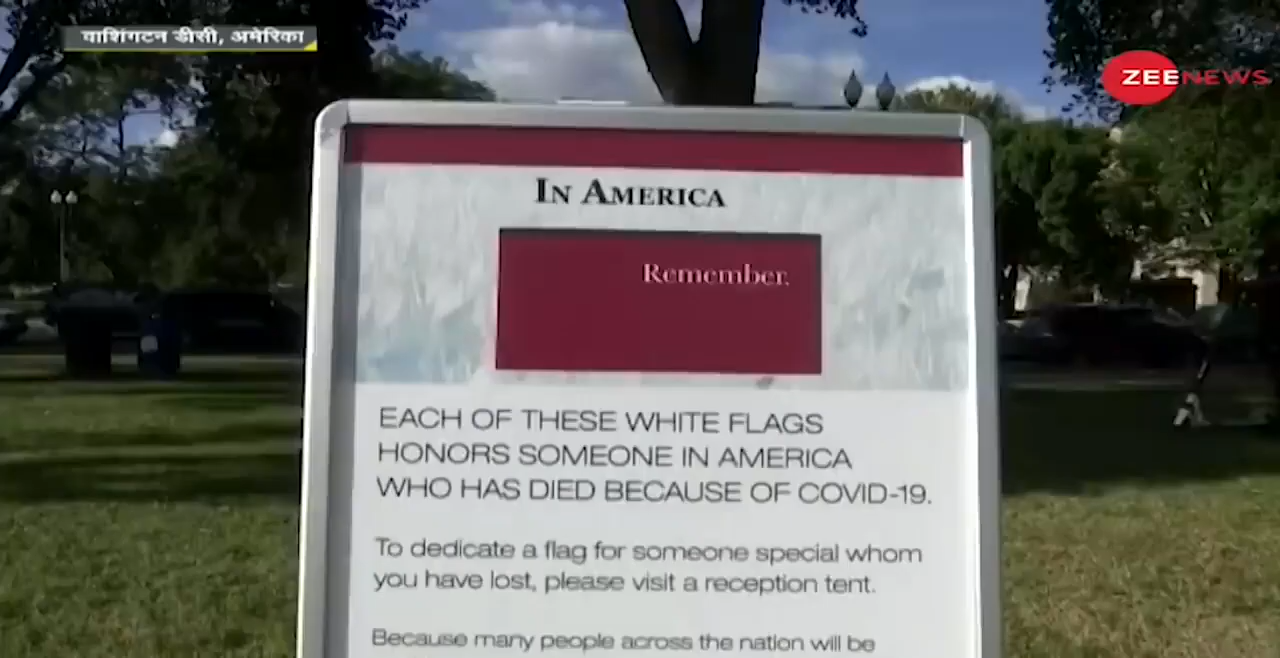 वाशिंगटन डीसी, अमेरिका
ZEENEWS
IN AMERICA
Remember.
EACH OF THESE WHITE FLAGS
HONORS SOMEONE IN AMERICA
WHO HAS DIED BECAUSE OF COVID-19.
To dedicate a flag for someone special whom
you have lost, please visit a reception tent.
Because many people across the nation will be